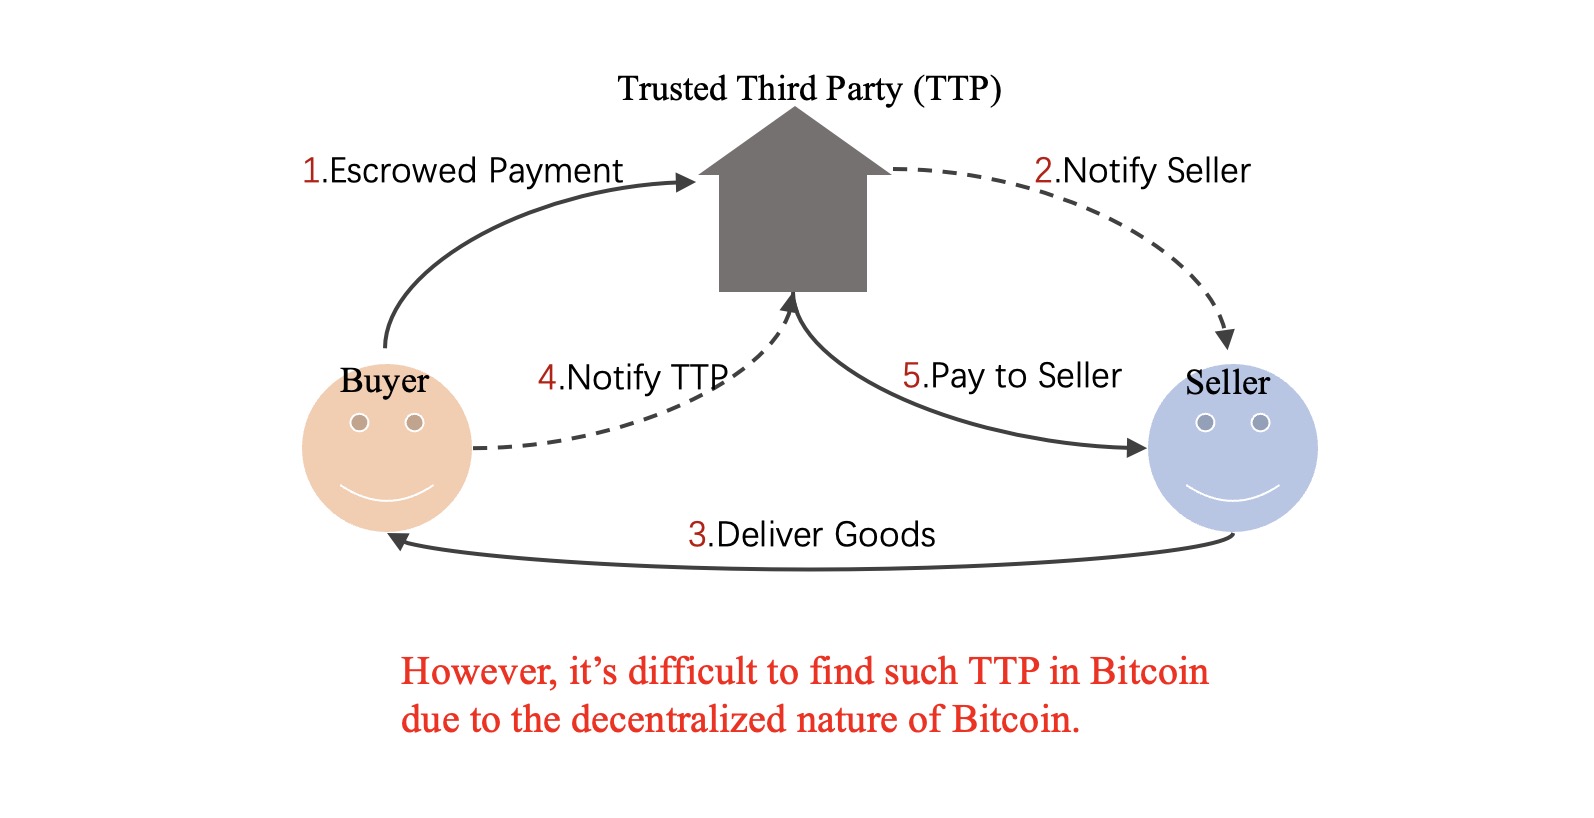 Trusted Third Party (TTP)
1.Escrowed Payment
2.Notify Seller
Buyer
4.Notify TTP
5.Pay to Seller
Seller
3.Deliver Goods
However, it’s difficult to find such TTP in Bitcoin
due to the decentralized nature of Bitcoin.